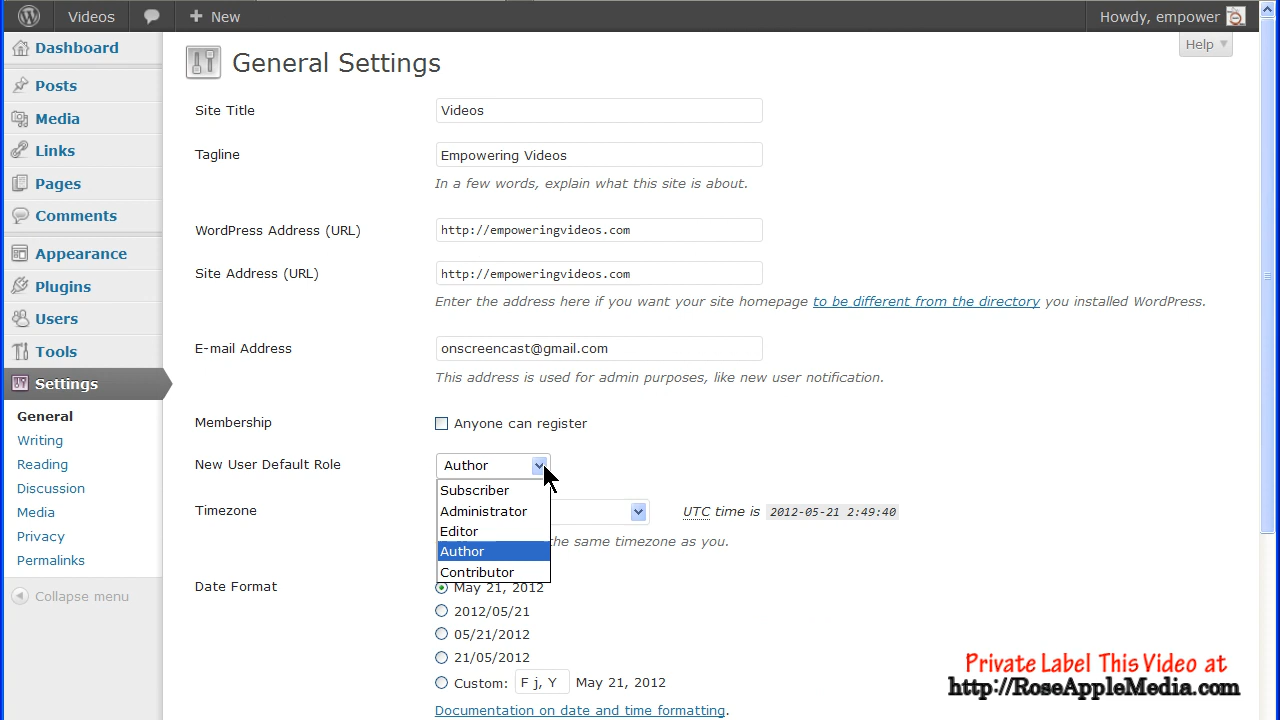 Videos
New
Howdy, empower
Dashboard
Posts
Media
Links
Pages
Comments
Appearance
Plugins
Users
Tools
Settings
General
Writing
Reading
Discussion
Media
Privacy
Permalinks
Collapse menu
Help
General Settings
Site Title
Videos
Tagline
Empowering Videos
In a few words, explain what this site is about.
WordPress Address (URL)
http://empoweringvideos.com
Site Address (URL)
http://empoweringvideos.com
Enter the address here if you want your site homepage to be different from the directory you installed WordPress.
E-mail Address
onscreencast@gmail.com
This address is used for admin purposes, like new user notification.
Membership
Anyone can register
New User Default Role
Author
Subscriber
Administrator
Editor
Author
Contributor
Timezone
UTC time is 2012-05-21 2:49:40
the same timezone as you.
Date Format
May 21, 2012
2012/05/21
05/21/2012
21/05/2012
Custom: F j, Y May 21, 2012
Documentation on date and time formatting.
Private Label This Video at
http://RoseAppleMedia.com